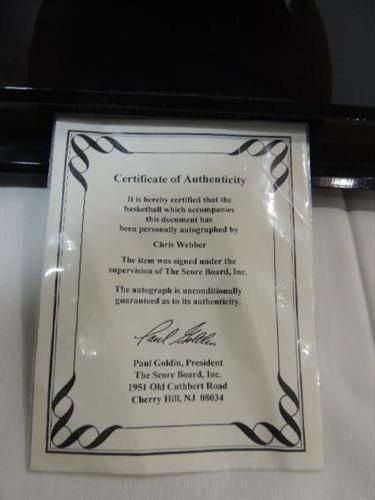 Certificate of Authenticity
It is hereby certified that the
basketball which accompanies
this document has
been personally autographed by
Chris Webber
The item was signed under the
supervision of The Score Board, Inc.
The autograph is unconditionally
guaranteed as to its authenticity.
Paul Goldin
Paul Goldin, President
The Score Board, Inc.
1951 Old Cuthbert Road
Cherry Hill, NJ 08034